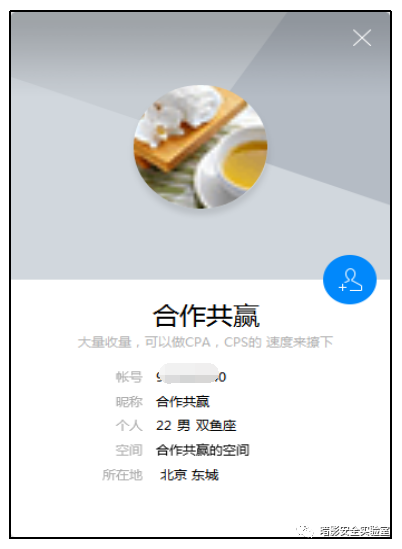 合作共赢
大量收量，可以做CPA，CPS的 速度来撩下
帐号 9 0
昵称 合作共赢
个人 22 男 双鱼座
空间 合作共赢的空间
所在地 北京 东城
暗影安全实验室